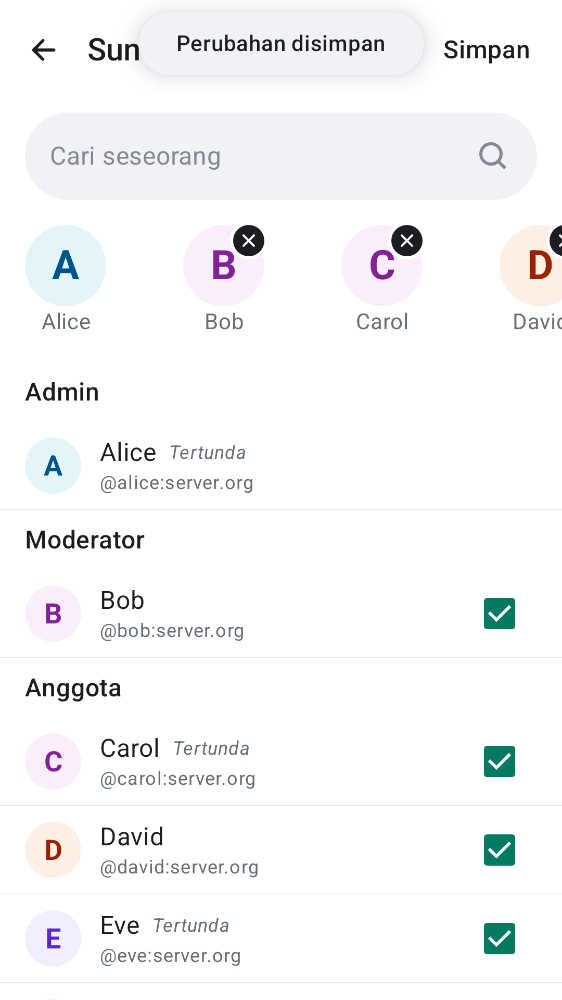 Sun
Perubahan disimpan
Simpan
Cari seseorang
A
B
C
D
Alice
Bob
Carol
Davi
Admin
A
Alice Tertunda
@alice:server.org
Moderator
B
Bob
@bob:server.org
Anggota
C
Carol Tertunda
@carol:server.org
D
David
@david:server.org
E
Eve Tertunda
@eve:server.org